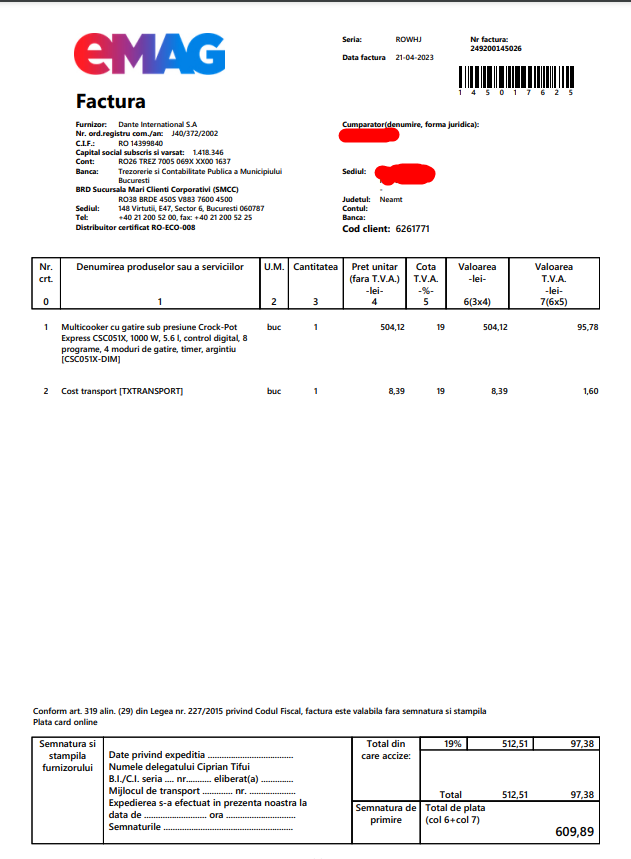 eMAG
Seria: ROWHJ
Nr factura:
249200145026
Data factura 21-04-2023
1 4 5 0 1 7 6 2 5
Factura
Furnizor: Dante International S.A
Nr. ord.registru com./an: J40/372/2002
C.I.F.: RO 14399840
Capital social subscris si varsat: 1.418.346
Cont: RO26 TREZ 7005 069X XX00 1637
Banca: Trezorerie si Contabilitate Publica a Municipiului
Bucuresti
BRD Sucursala Mari Clienti Corporativi (SMCC)
RO38 BRDE 450S V883 7600 4500
Sediul: 148 Virtutii, E47, Sector 6, Bucuresti 060787
Tel: +40 21 200 52 00, fax: +40 21 200 52 25
Distribuitor certificat RO-ECO-008
Cumparator(denumire, forma juridica):
Sediul:
-
Judetul: Neamt
Contul:
Banca:
Cod client: 6261771
Nr.
crt.
0
Denumirea produselor sau a serviciilor
1
U.M.
2
Cantitatea
3
Pret unitar
(fara T.V.A.)
-lei-
4
Cota
T.V.A.
-%-
5
Valoarea
-lei-
6(3x4)
Valoarea
T.V.A.
-lei-
7(6x5)
1 Multicooker cu gatire sub presiune Crock-Pot buc 1 504,12 19 504,12 95,78
Express CSC051X, 1000 W, 5.6 l, control digital, 8
programe, 4 moduri de gatire, timer, argintiu
[CSC051X-DIM]
2 Cost transport [TXTRANSPORT] buc 1 8,39 19 8,39 1,60
Conform art. 319 alin. (29) din Legea nr. 227/2015 privind Codul Fiscal, factura este valabila fara semnatura si stampila
Plata card online
Semnatura si
stampila
furnizorului
Date privind expeditia ...................................
Numele delegatului Ciprian Tifui
B.I./C.I. seria .... nr.......... eliberat(a) .............
Mijlocul de transport ............ nr. ...................
Expedierea s-a efectuat in prezenta noastra la
data de ......................... ora ............................
Semnaturile .....................................................
Total din
care accize:
19% 512,51 97,38
Total 512,51 97,38
Semnatura de
primire
Total de plata
(col 6+col 7)
609,89